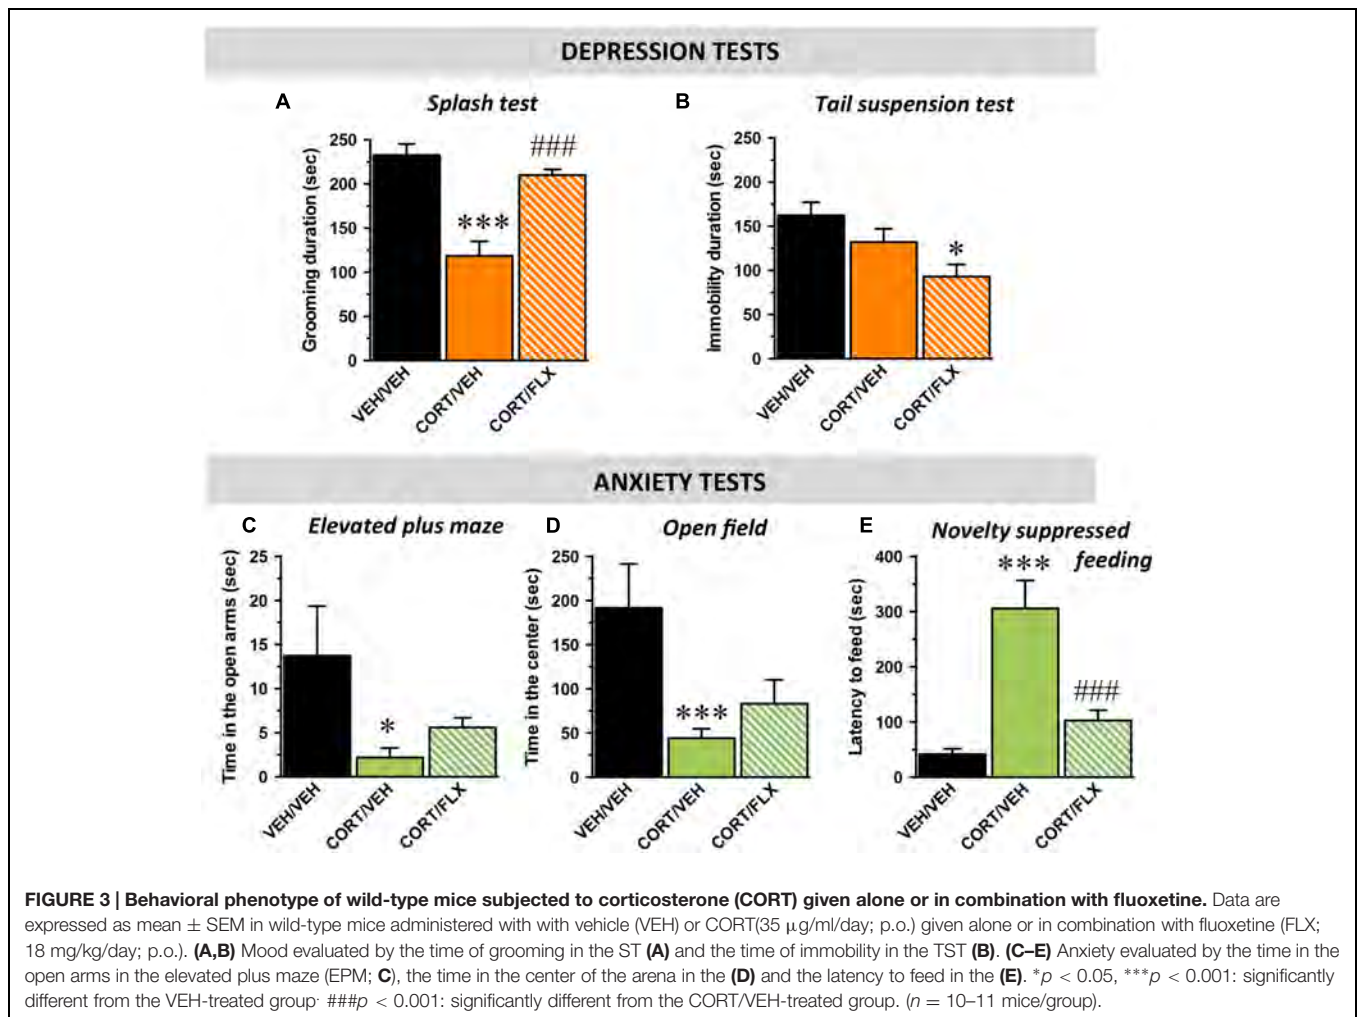 DEPRESSION TESTS
A
Splash test
Grooming duration (sec)
250
200
150
100
50
0
***
###
VEH/VEH
CORT/VEH
CORT/FLX
B
Tail suspension test
Immobility duration (sec)
250
200
150
100
50
0
*
VEH/VEH
CORT/VEH
CORT/FLX
ANXIETY TESTS
C
Elevated plus maze
Time in the open arms (sec)
25
20
15
10
5
0
*
VEH/VEH
CORT/VEH
CORT/FLX
D
Open field
Time in the center (sec)
250
200
150
100
50
0
***
VEH/VEH
CORT/VEH
CORT/FLX
E
Novelty suppressed
feeding
Latency to feed (sec)
400
300
200
100
0
***
###
VEH/VEH
CORT/VEH
CORT/FLX
FIGURE 3 | Behavioral phenotype of wild-type mice subjected to corticosterone (CORT) given alone or in combination with fluoxetine. Data are
expressed as mean ± SEM in wild-type mice administered with with vehicle (VEH) or CORT(35 μg/ml/day; p.o.) given alone or in combination with fluoxetine (FLX;
18 mg/kg/day; p.o.). (A,B) Mood evaluated by the time of grooming in the ST (A) and the time of immobility in the TST (B). (C–E) Anxiety evaluated by the time in the
open arms in the elevated plus maze (EPM; C), the time in the center of the arena in the (D) and the latency to feed in the (E). *p < 0.05, ***p < 0.001: significantly
different from the VEH-treated group· ###p < 0.001: significantly different from the CORT/VEH-treated group. (n = 10–11 mice/group).